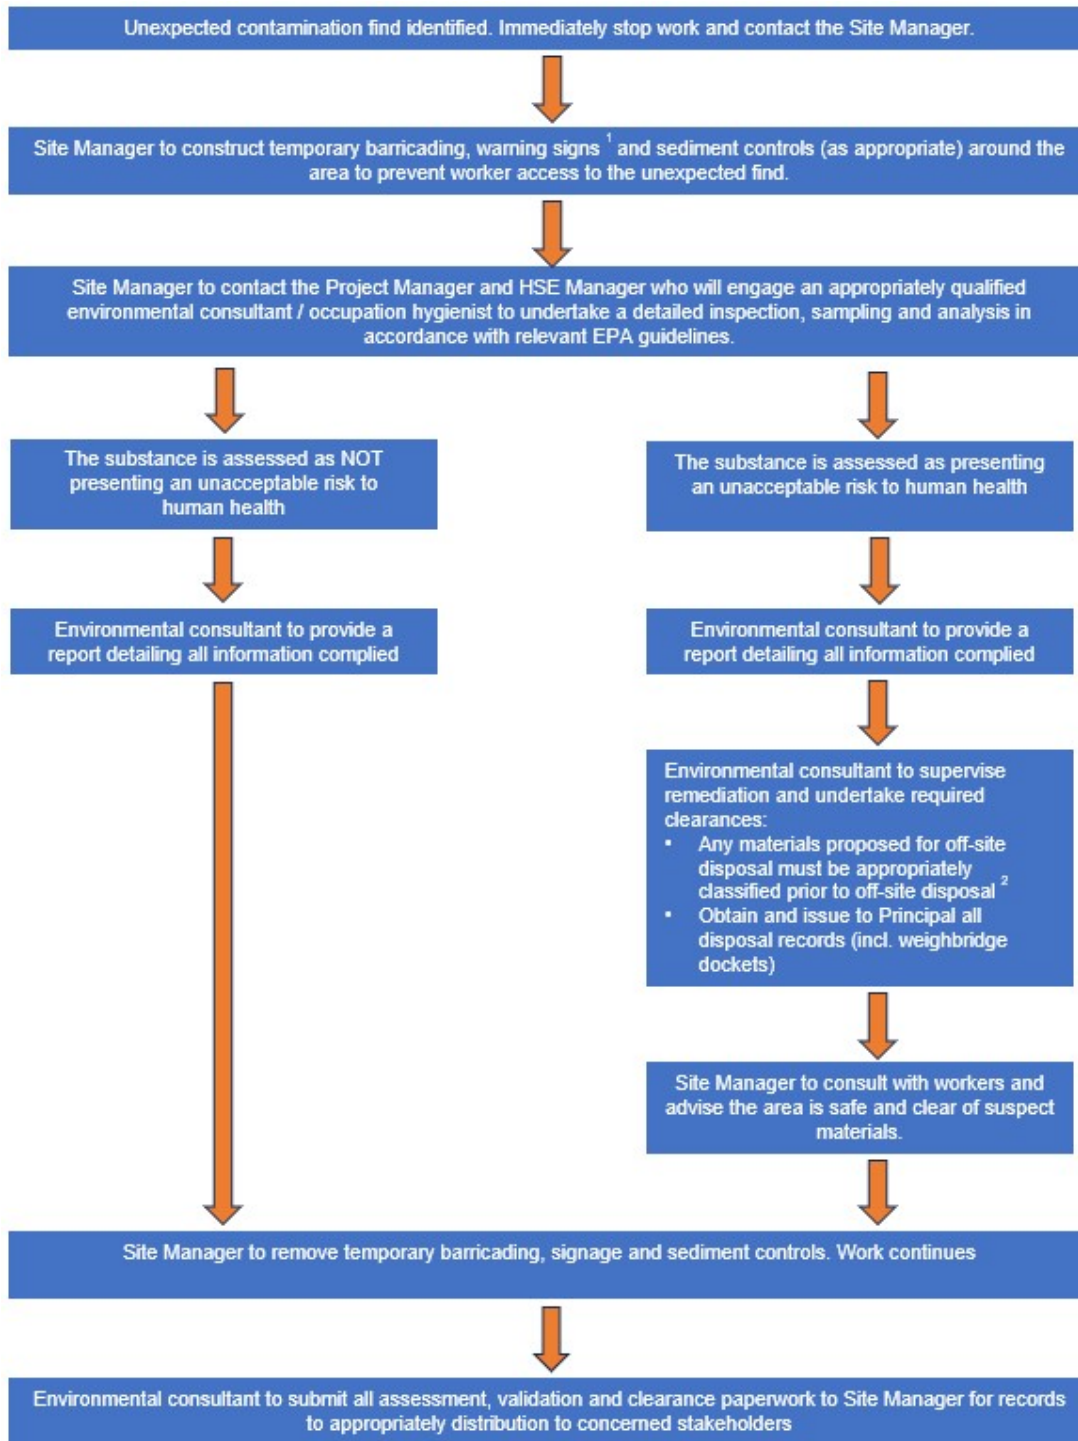 Unexpected contamination find identified. Immediately stop work and contact the Site Manager.
Site Manager to construct temporary barricading, warning signs 1 and sediment controls (as appropriate) around the
area to prevent worker access to the unexpected find.
Site Manager to contact the Project Manager and HSE Manager who will engage an appropriately qualified
environmental consultant / occupation hygienist to undertake a detailed inspection, sampling and analysis in
accordance with relevant EPA guidelines.
The substance is assessed as NOT
presenting an unacceptable risk to
human health
The substance is assessed as presenting
an unacceptable risk to human health
Environmental consultant to provide a
report detailing all information complied
Environmental consultant to provide a
report detailing all information complied
Environmental consultant to supervise
remediation and undertake required
clearances:
▪ Any materials proposed for off-site
disposal must be appropriately
classified prior to off-site disposal 2
▪ Obtain and issue to Principal all
disposal records (incl. weighbridge
dockets)
Site Manager to consult with workers and
advise the area is safe and clear of suspect
materials.
Site Manager to remove temporary barricading, signage and sediment controls. Work continues
Environmental consultant to submit all assessment, validation and clearance paperwork to Site Manager for records
to appropriately distribution to concerned stakeholders